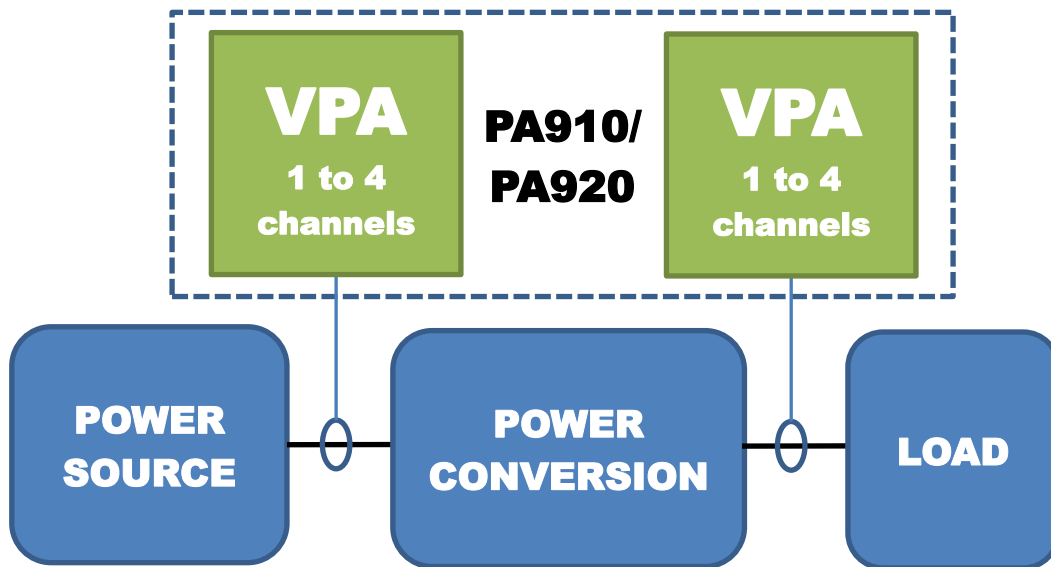 VPA
1 to 4
channels
PA910/
PA920
VPA
1 to 4
channels
POWER
SOURCE
POWER
CONVERSION
LOAD